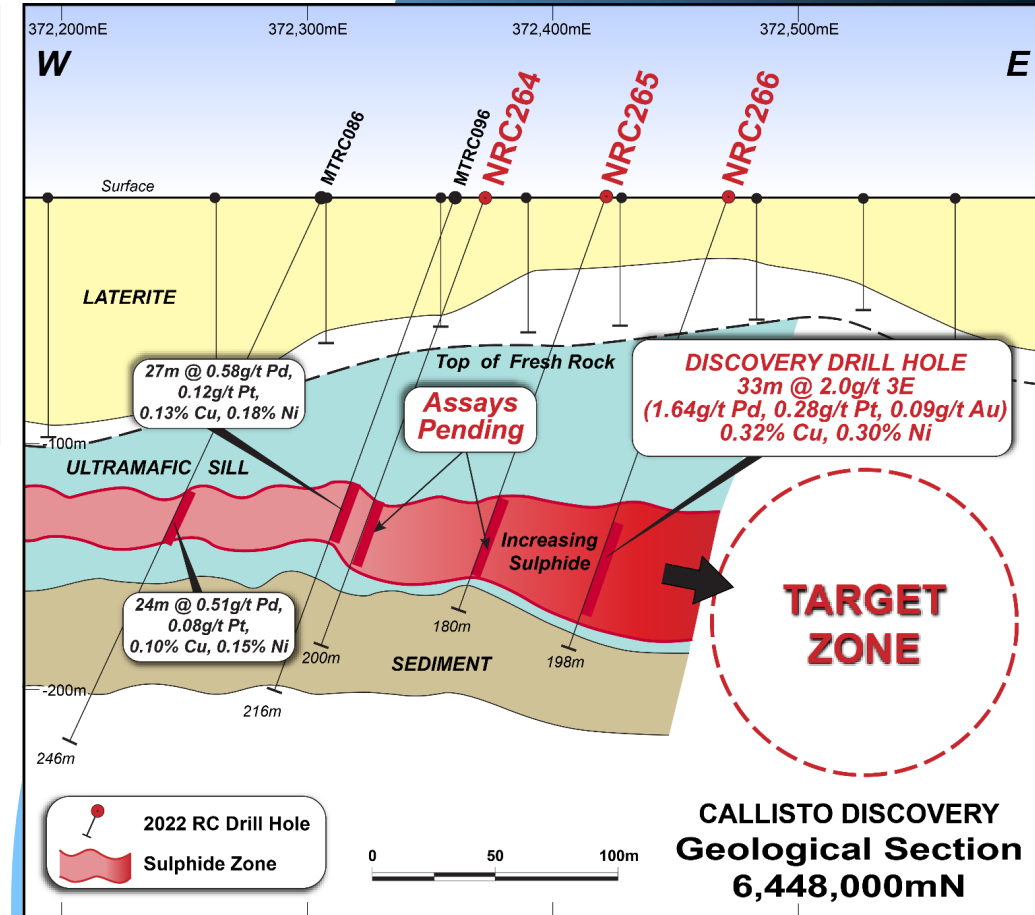 372,200mE
372,300mE
372,400mE
372,500mE
W
E
MTRC086
MTRC096
NRC264
NRC265
NRC266
Surface
LATERITE
Top of Fresh Rock
27m @ 0.58g/t Pd,
0.12g/t Pt,
0.13% Cu, 0.18% Ni
Assays
Pending
DISCOVERY DRILL HOLE
33m @ 2.0g/t 3E
(1.64g/t Pd, 0.28g/t Pt, 0.09g/t Au)
0.32% Cu, 0.30% Ni
-100m
ULTRAMAFIC SILL
Increasing
Sulphide
TARGET
ZONE
24m @ 0.51g/t Pd,
0.08g/t Pt,
0.10% Cu, 0.15% Ni
180m
200m
198m
SEDIMENT
-200m
216m
246m
2022 RC Drill Hole
Sulphide Zone
0
50
100m
CALLISTO DISCOVERY
Geological Section
6,448,000mN